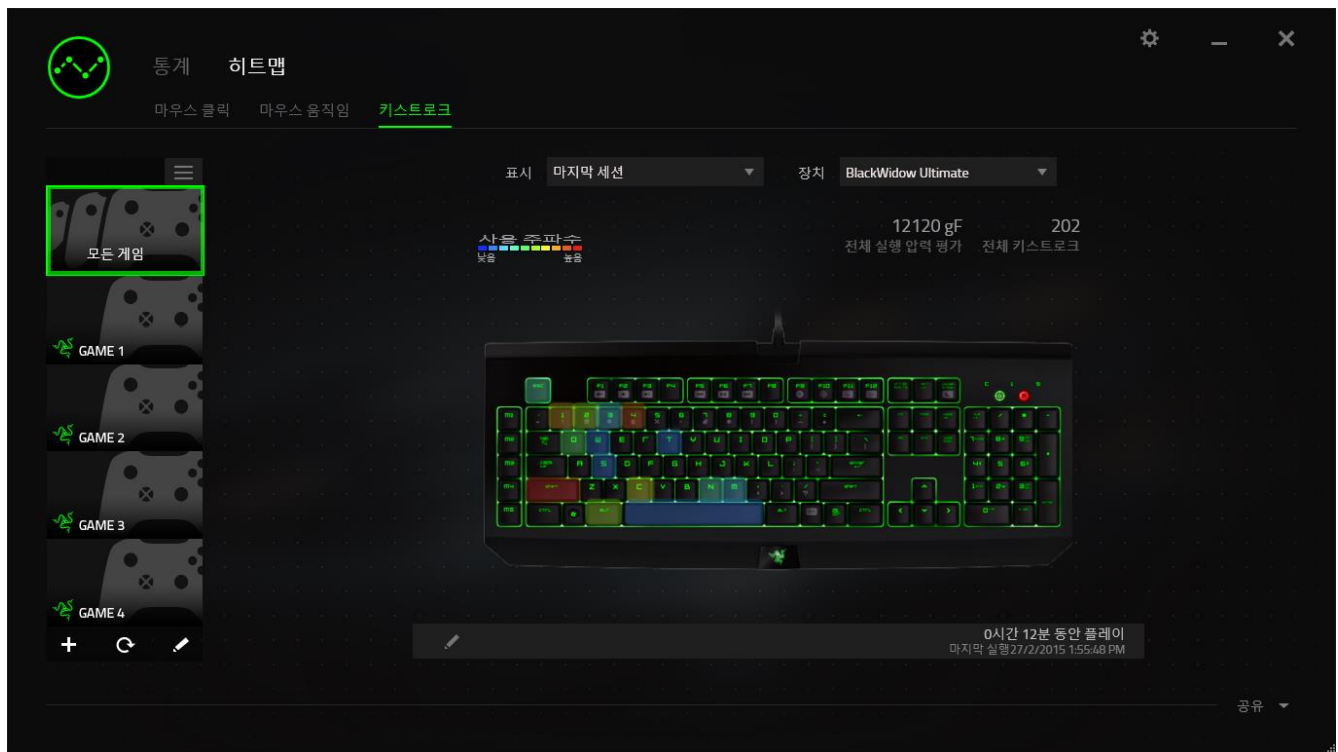 통계 히트맵
마우스 클릭 마우스 움직임 키스트로크
표시 마지막 세션 장치 BlackWidow Ultimate
12120 gF 202
전체 실행 압력 평가 전체 키스트로크
사용 주파수
낮음 높음
모든 게임
GAME 1
GAME 2
GAME 3
GAME 4
0시간 12분 동안 플레이
마지막 실행27/2/2015 1:55:48 PM
공유